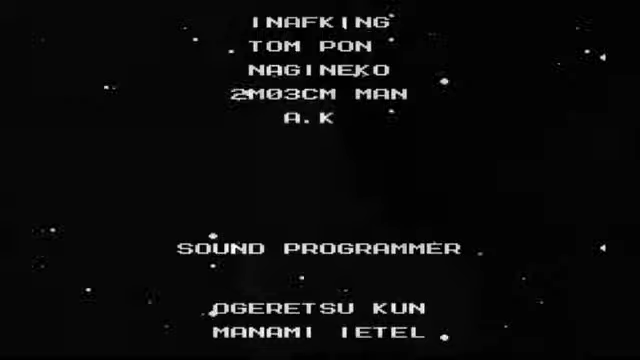 INAFKING
TOM PON
NAGINEKO
2M03CM MAN
A.K
SOUND PROGRAMMER
OGERETSU KUN
MANAMI IETEL